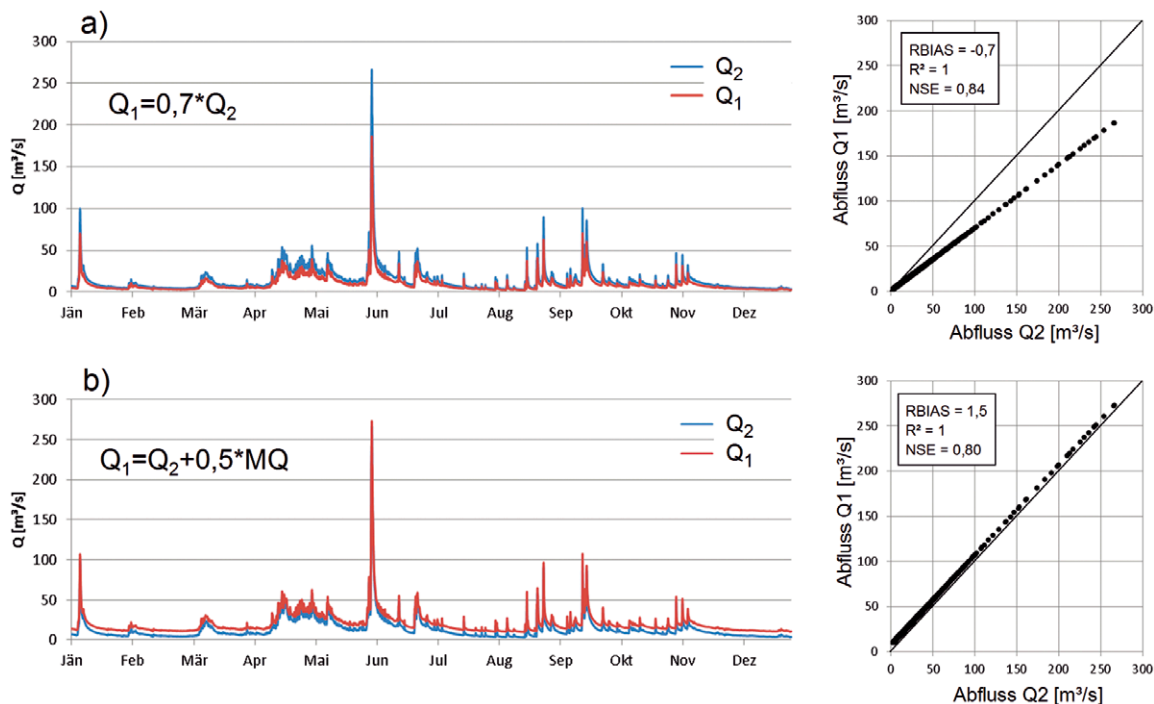 a)
Q₁=0,7*Q₂
Q₂
Q₁
Q [m³/s]
300
250
200
150
100
50
0
Jän Feb Mär Apr Mai Jun Jul Aug Sep Okt Nov Dez
RBIAS = -0,7
R² = 1
NSE = 0,84
Abfluss Q1 [m³/s]
300
250
200
150
100
50
0
0 50 100 150 200 250 300
Abfluss Q2 [m³/s]
b)
Q₁=Q₂+0,5*MQ
Q₂
Q₁
Q [m³/s]
300
250
200
150
100
50
0
Jän Feb Mär Apr Mai Jun Jul Aug Sep Okt Nov Dez
RBIAS = 1,5
R² = 1
NSE = 0,80
Abfluss Q1 [m³/s]
300
250
200
150
100
50
0
0 50 100 150 200 250 300
Abfluss Q2 [m³/s]